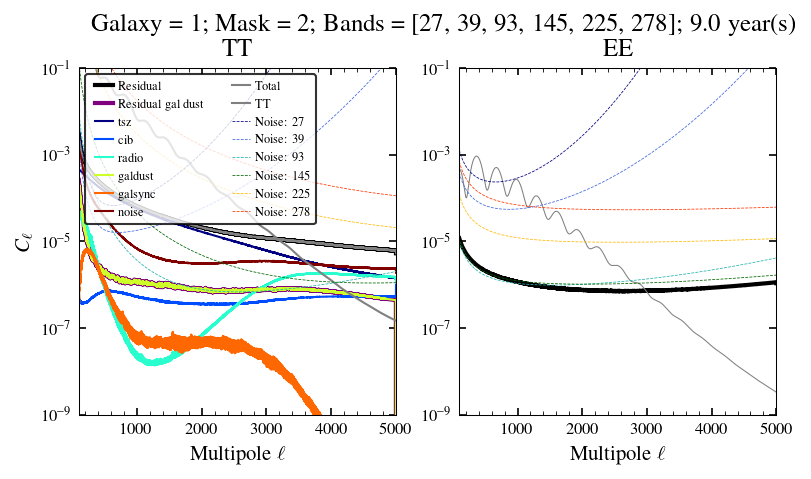 Galaxy = 1; Mask = 2; Bands = [27, 39, 93, 145, 225, 278]; 9.0 year(s)
TT
EE
10⁻¹
10⁻³
10⁻⁵
10⁻⁷
10⁻⁹
C_ℓ
Residual
Residual gal dust
tsz
cib
radio
galdust
galsync
noise
Total
TT
Noise: 27
Noise: 39
Noise: 93
Noise: 145
Noise: 225
Noise: 278
1000 2000 3000 4000 5000
Multipole ℓ
10⁻¹
10⁻³
10⁻⁵
10⁻⁷
10⁻⁹
1000 2000 3000 4000 5000
Multipole ℓ